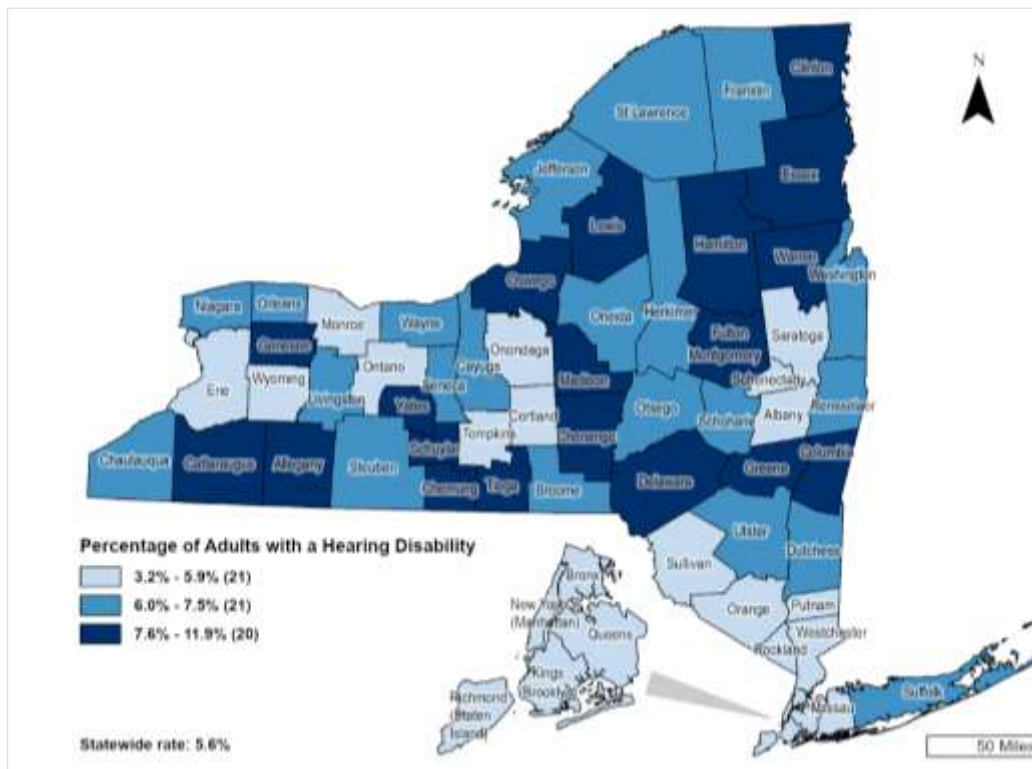 N
Clinton
Franklin
St Lawrence
Essex
Jefferson
Lewis
Hamilton
Warren
Washington
Oswego
Oneida
Herkimer
Niagara
Orleans
Monroe
Wayne
Fulton
Saratoga
Genesee
Onondaga
Cayuga
Montgomery
Ontario
Madison
Schenectady
Erie
Wyoming
Seneca
Livingston
Yates
Cortland
Otsego
Schoharie
Albany
Rensselaer
Tompkins
Chenango
Schuyler
Chautauqua
Cattaraugus
Allegany
Steuben
Chemung
Tioga
Broome
Delaware
Greene
Columbia
Ulster
Dutchess
Sullivan
Orange
Putnam
Westchester
Rockland
Percentage of Adults with a Hearing Disability
3.2% - 5.9% (21)
6.0% - 7.5% (21)
7.6% - 11.9% (20)
Bronx
New York
(Manhattan)
Queens
Kings
(Brooklyn)
Richmond
(Staten
Island)
Nassau
Suffolk
Statewide rate: 5.6%
50 Miles